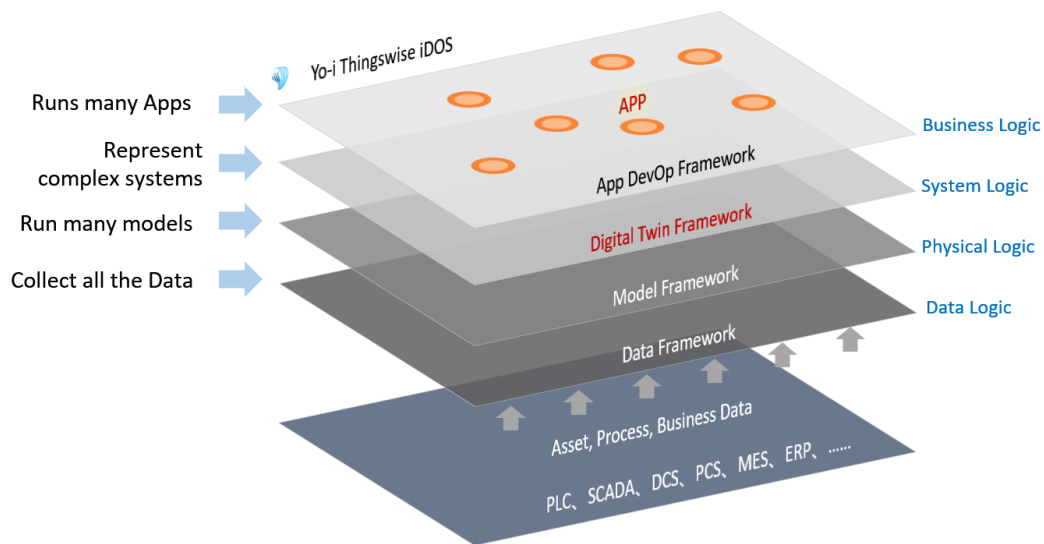 Yo-i Thingswise iDOS
Runs many Apps
APP
Business Logic
Represent
complex systems
App DevOp Framework
System Logic
Run many models
Digital Twin Framework
Physical Logic
Collect all the Data
Model Framework
Data Logic
Data Framework
Asset, Process, Business Data
PLC、SCADA、DCS、PCS、MES、ERP、……